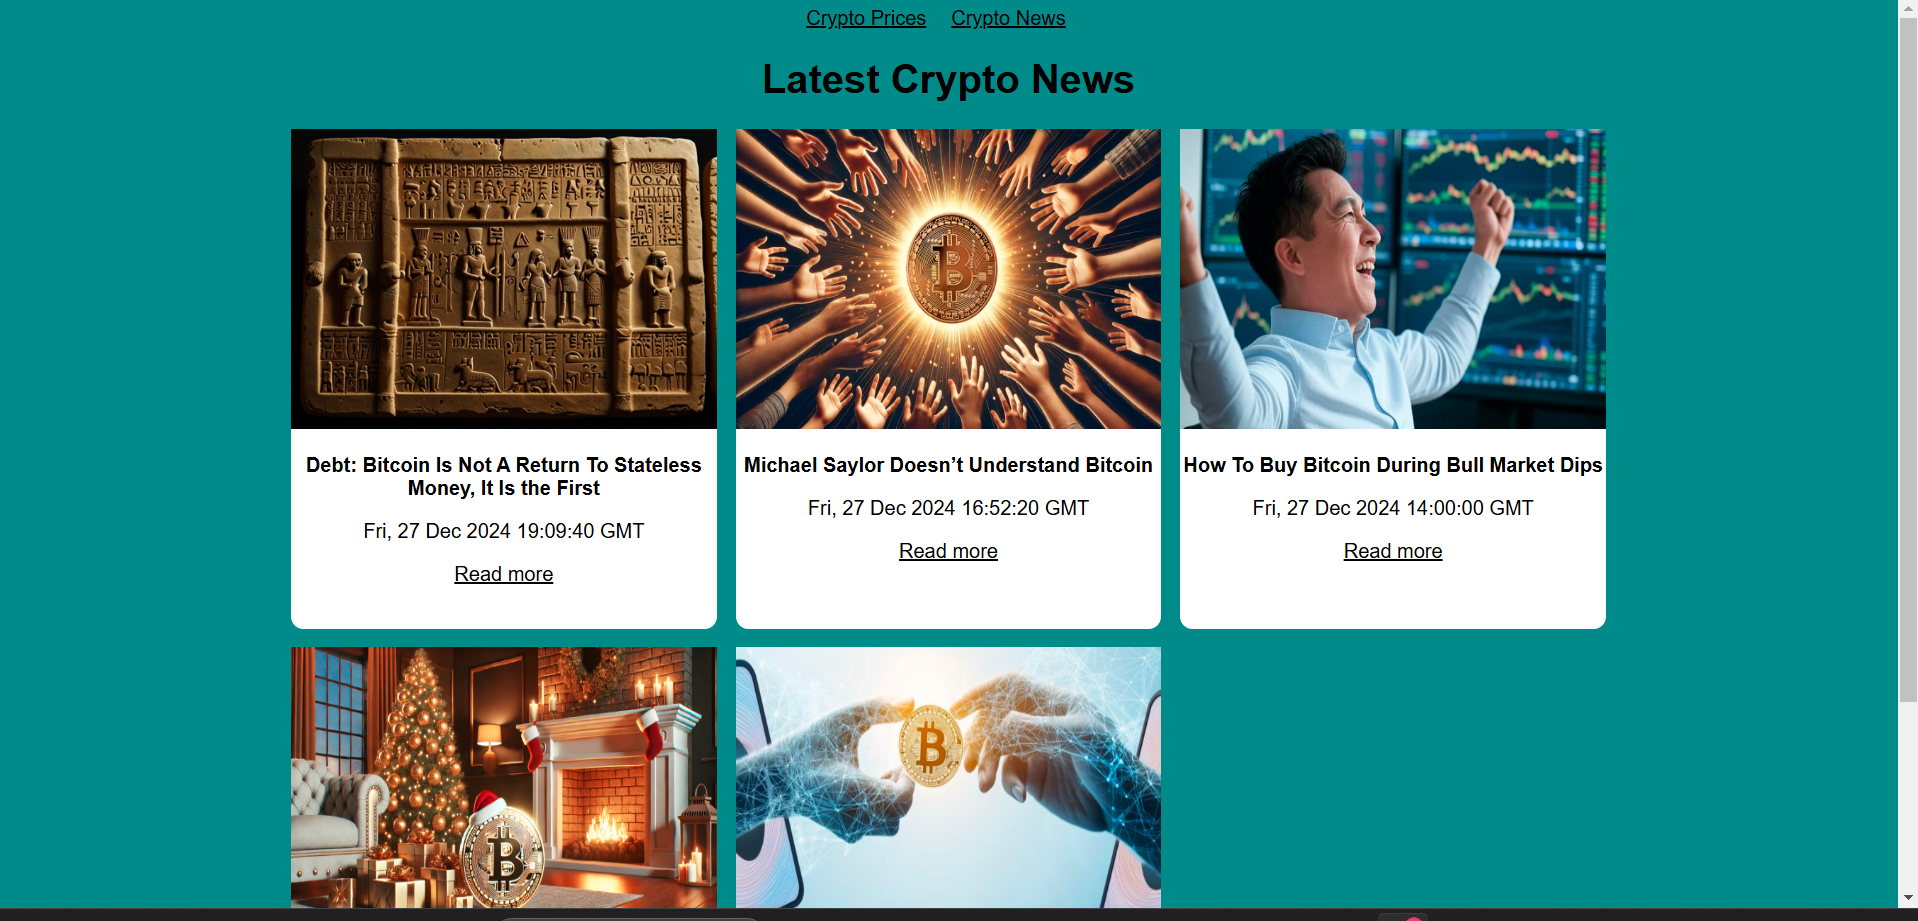 Crypto Prices Crypto News
Latest Crypto News
Debt: Bitcoin Is Not A Return To Stateless
Money, It Is the First
Fri, 27 Dec 2024 19:09:40 GMT
Read more
Michael Saylor Doesn’t Understand Bitcoin
Fri, 27 Dec 2024 16:52:20 GMT
Read more
How To Buy Bitcoin During Bull Market Dips
Fri, 27 Dec 2024 14:00:00 GMT
Read more